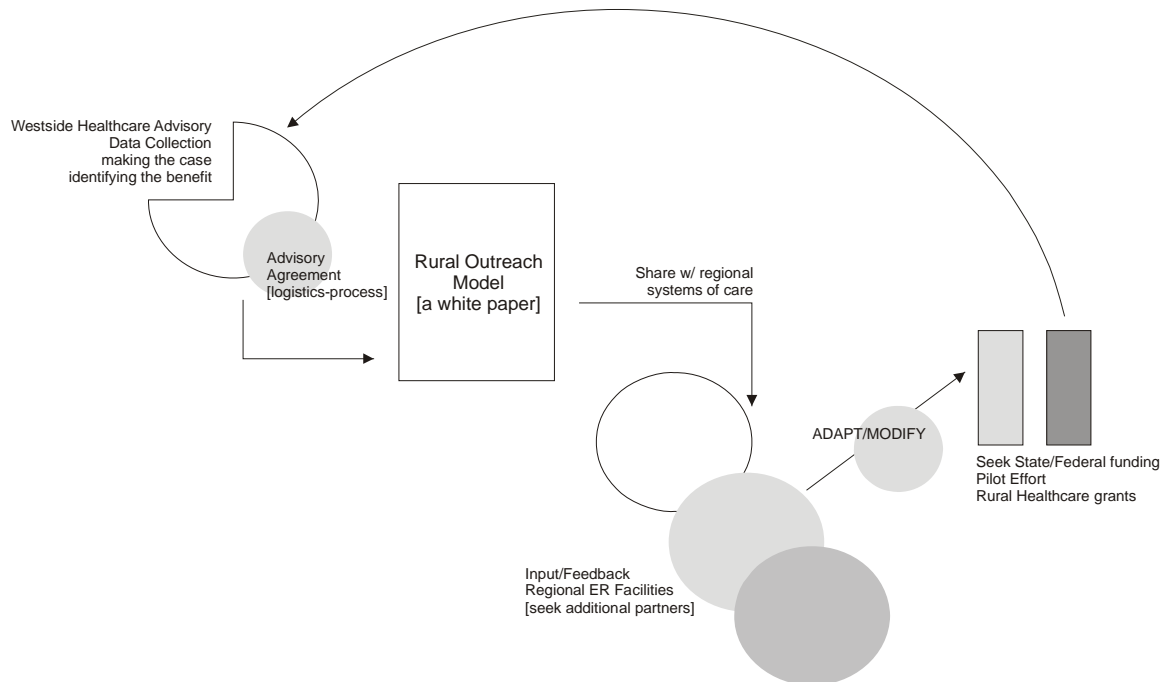 Westside Healthcare Advisory
Data Collection
making the case
identifying the benefit
Advisory
Agreement
[logistics-process]
Rural Outreach
Model
[a white paper]
Share w/ regional
systems of care
Input/Feedback
Regional ER Facilities
[seek additional partners]
ADAPT/MODIFY
Seek State/Federal funding
Pilot Effort
Rural Healthcare grants